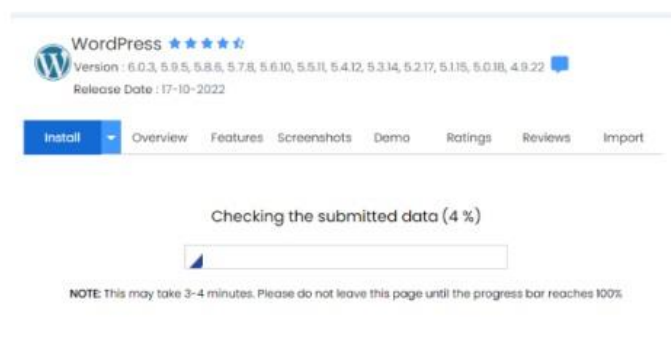 WordPress
Version : 6.0.3, 5.9.5, 5.8.6, 5.7.8, 5.6.10, 5.5.11, 5.4.12, 5.3.14, 5.2.17, 5.1.15, 5.0.18, 4.9.22
Release Date : 17-10-2022
Install Overview Features Screenshots Demo Ratings Reviews Import
Checking the submitted data (4 %)
NOTE: This may take 3-4 minutes. Please do not leave this page until the progress bar reaches 100%